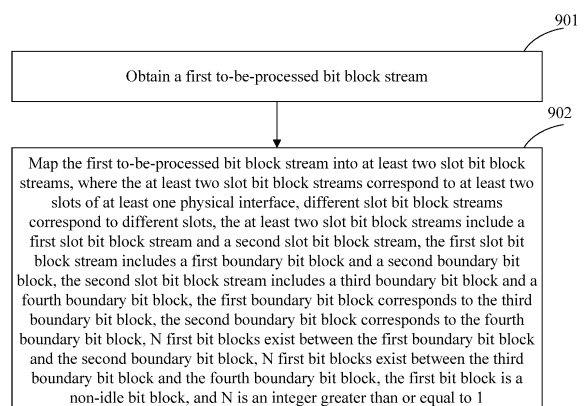 901
Obtain a first to-be-processed bit block stream
902
Map the first to-be-processed bit block stream into at least two slot bit block
streams, where the at least two slot bit block streams correspond to at least two
slots of at least one physical interface, different slot bit block streams
correspond to different slots, the at least two slot bit block streams include a
first slot bit block stream and a second slot bit block stream, the first slot bit
block stream includes a first boundary bit block and a second boundary bit
block, the second slot bit block stream includes a third boundary bit block and a
fourth boundary bit block, the first boundary bit block corresponds to the third
boundary bit block, the second boundary bit block corresponds to the fourth
boundary bit block, N first bit blocks exist between the first boundary bit block
and the second boundary bit block, N first bit blocks exist between the third
boundary bit block and the fourth boundary bit block, the first bit block is a
non-idle bit block, and N is an integer greater than or equal to 1